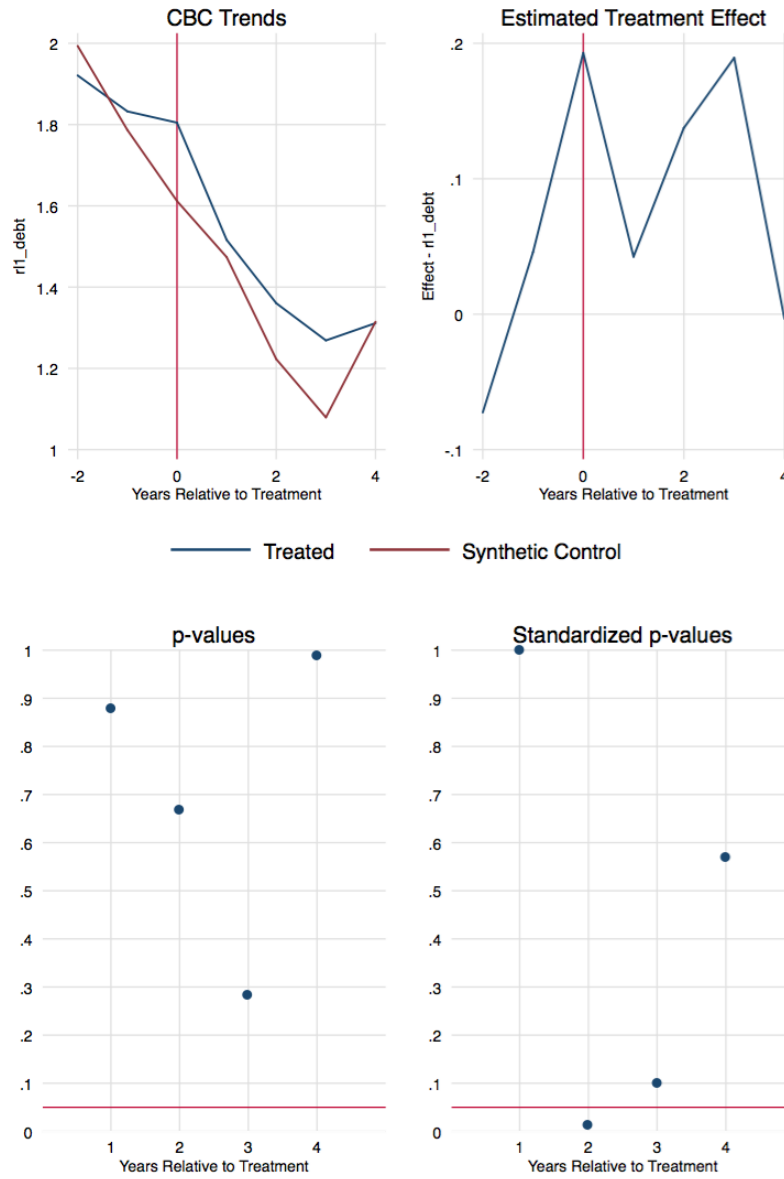 CBC Trends
2
1.8
1.6
1.4
1.2
1
rl1_debt
-2 0 2 4
Years Relative to Treatment
Estimated Treatment Effect
.2
.1
0
-.1
Effect - rl1_debt
-2 0 2 4
Years Relative to Treatment
Treated Synthetic Control
p-values
1
.9
.8
.7
.6
.5
.4
.3
.2
.1
0
1 2 3 4
Years Relative to Treatment
Standardized p-values
1
.9
.8
.7
.6
.5
.4
.3
.2
.1
0
1 2 3 4
Years Relative to Treatment